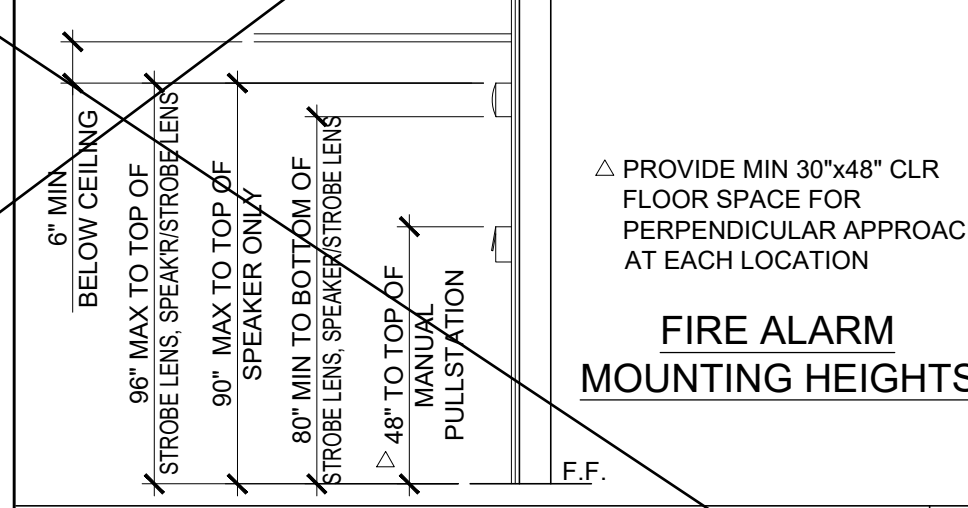 6" MIN
BELOW CEILING
96" MAX TO TOP OF
STROBE LENS, SPEAK'R/STROBE LENS
90" MAX TO TOP OF
SPEAKER ONLY
80" MIN TO BOTTOM OF
STROBE LENS, SPEAKER/STROBE LENS
△ 48" TO TOP OF
MANUAL
PULLSTATION
F.F.
△ PROVIDE MIN 30"x48" CLR
FLOOR SPACE FOR
PERPENDICULAR APPROAC
AT EACH LOCATION
FIRE ALARM
MOUNTING HEIGHTS